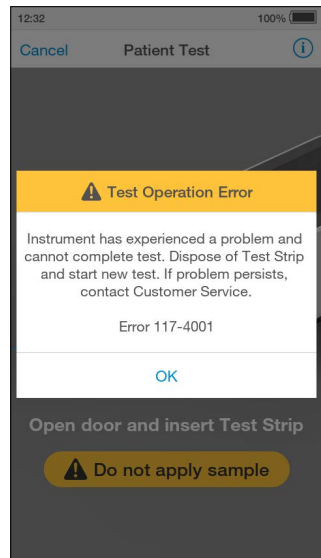 12:32 100%
Cancel Patient Test i
Test Operation Error
Instrument has experienced a problem and
cannot complete test. Dispose of Test Strip
and start new test. If problem persists,
contact Customer Service.
Error 117-4001
OK
Open door and insert Test Strip
Do not apply sample